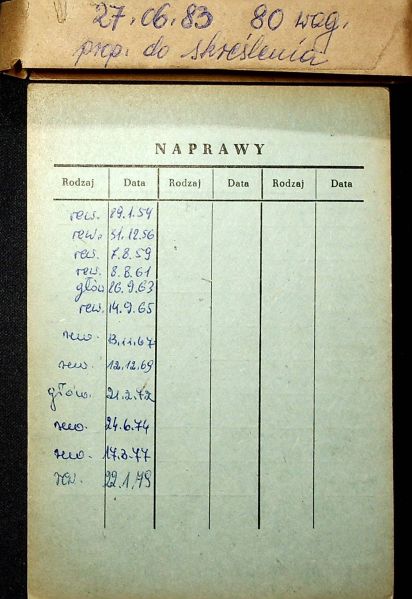 27.06.83 80 wag.
prop. do skreślenia
NAPRAWY
Rodzaj Data Rodzaj Data Rodzaj Data
rew. 29.1.54
rew. 31.12.56
rew. 7.8.59
rew. 8.8.61
głów 26.9.63
rew. 14.9.65
rew. 13.11.67
rew. 12.12.69
głów. 21.2.72
rew. 24.6.74
rew. 17.3.77
rew. 22.1.79